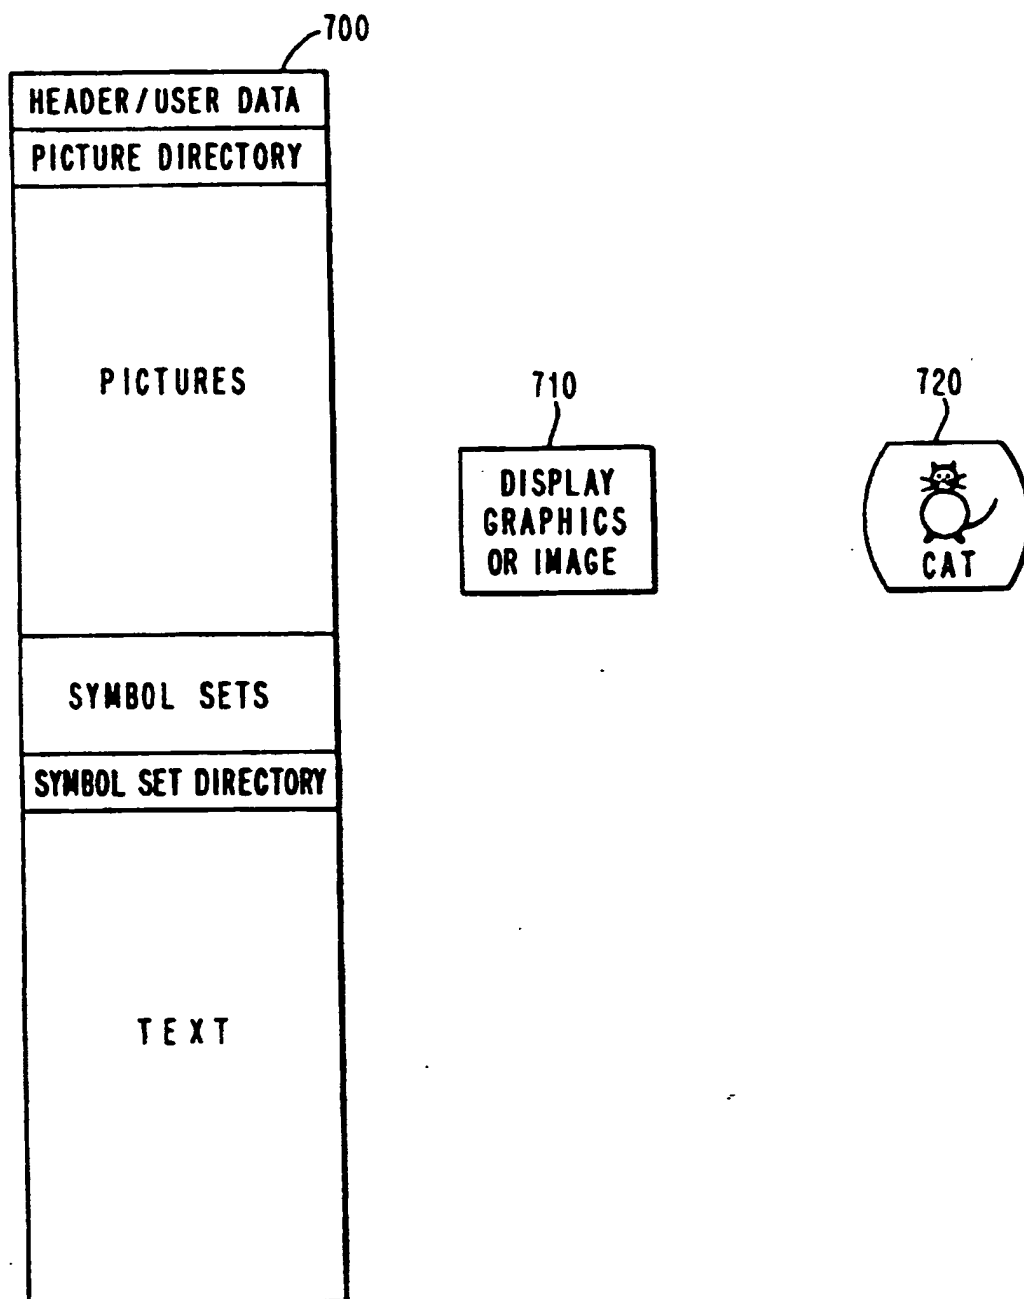 700
HEADER/USER DATA
PICTURE DIRECTORY
PICTURES
SYMBOL SETS
SYMBOL SET DIRECTORY
TEXT
710
DISPLAY
GRAPHICS
OR IMAGE
720
CAT